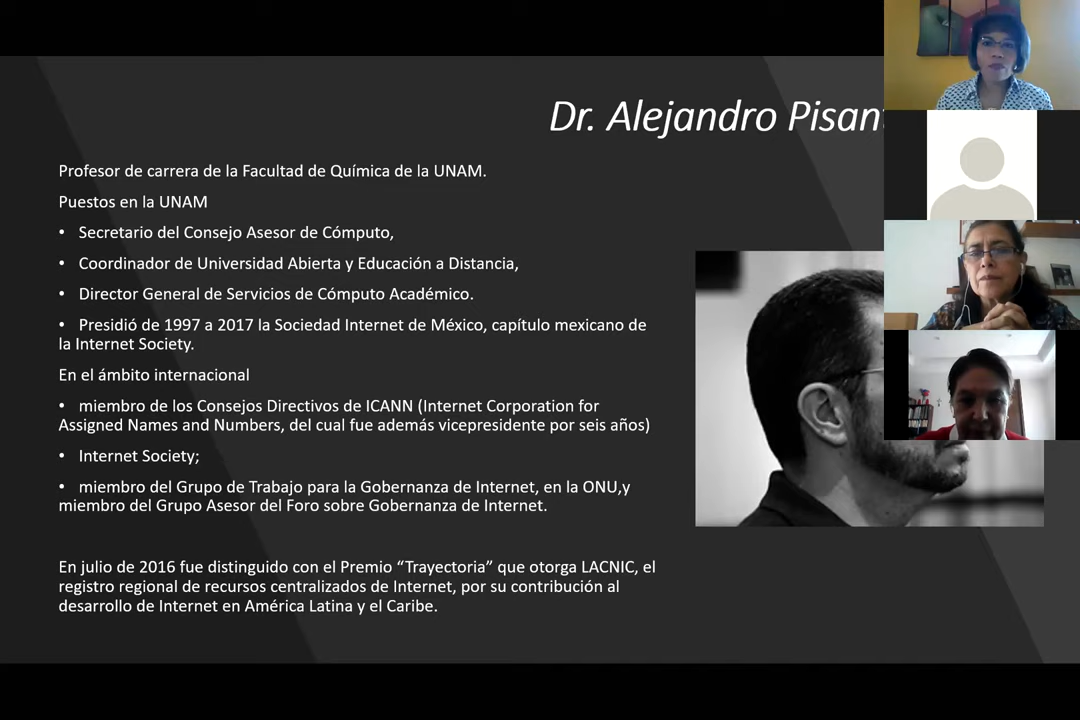 Dr. Alejandro Pisan
Profesor de carrera de la Facultad de Química de la UNAM.
Puestos en la UNAM
• Secretario del Consejo Asesor de Cómputo,
• Coordinador de Universidad Abierta y Educación a Distancia,
• Director General de Servicios de Cómputo Académico.
• Presidió de 1997 a 2017 la Sociedad Internet de México, capítulo mexicano de
la Internet Society.
En el ámbito internacional
• miembro de los Consejos Directivos de ICANN (Internet Corporation for
Assigned Names and Numbers, del cual fue además vicepresidente por seis años)
• Internet Society;
• miembro del Grupo de Trabajo para la Gobernanza de Internet, en la ONU,y
miembro del Grupo Asesor del Foro sobre Gobernanza de Internet.
En julio de 2016 fue distinguido con el Premio “Trayectoria” que otorga LACNIC, el
registro regional de recursos centralizados de Internet, por su contribución al
desarrollo de Internet en América Latina y el Caribe.